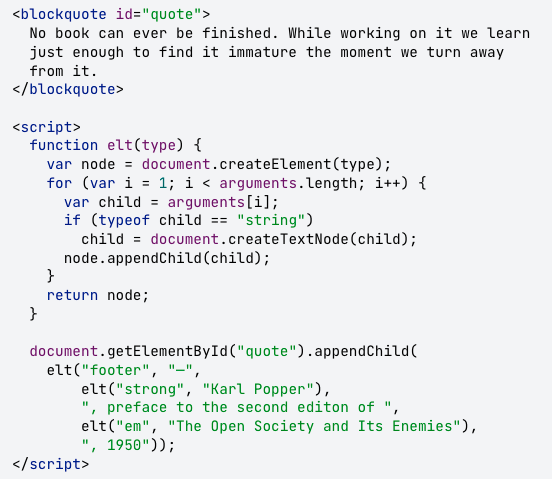 <blockquote id="quote">
  No book can ever be finished. While working on it we learn
  just enough to find it immature the moment we turn away
  from it.
</blockquote>

<script>
  function elt(type) {
    var node = document.createElement(type);
    for (var i = 1; i < arguments.length; i++) {
      var child = arguments[i];
      if (typeof child == "string")
        child = document.createTextNode(child);
      node.appendChild(child);
    }
    return node;
  }

  document.getElementById("quote").appendChild(
    elt("footer", "—",
        elt("strong", "Karl Popper"),
        ", preface to the second editon of ",
        elt("em", "The Open Society and Its Enemies"),
        ", 1950"));
</script>